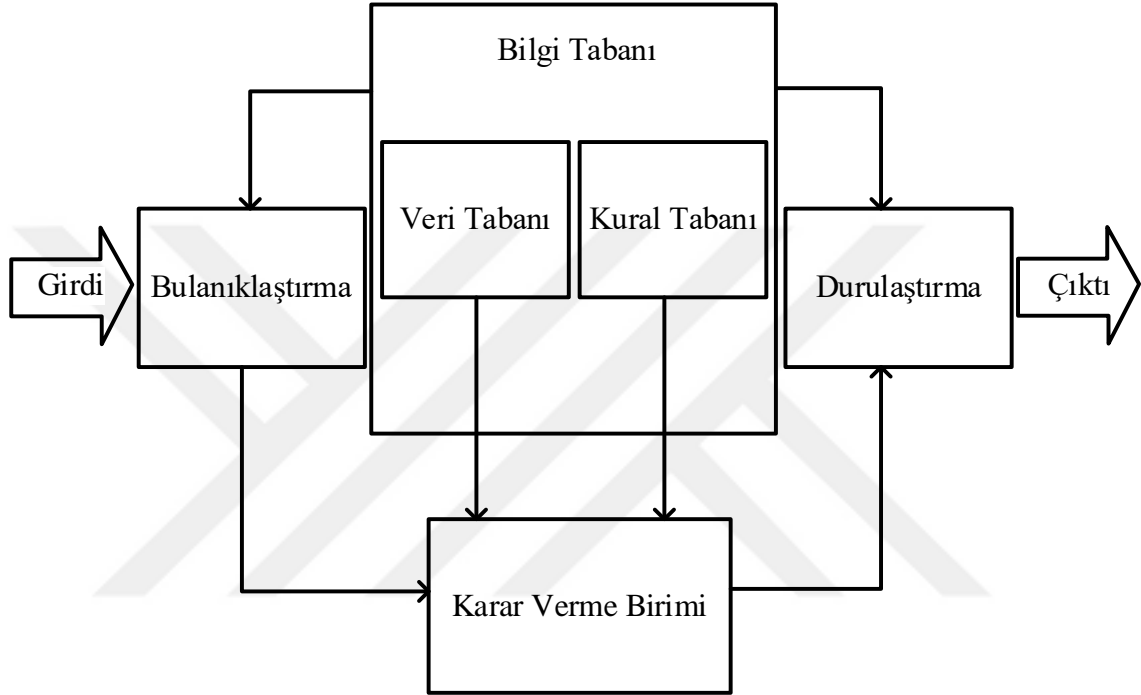 Bilgi Tabanı
Veri Tabanı
Kural Tabanı
Girdi
Bulanıklaştırma
Durulaştırma
Çıktı
Karar Verme Birimi